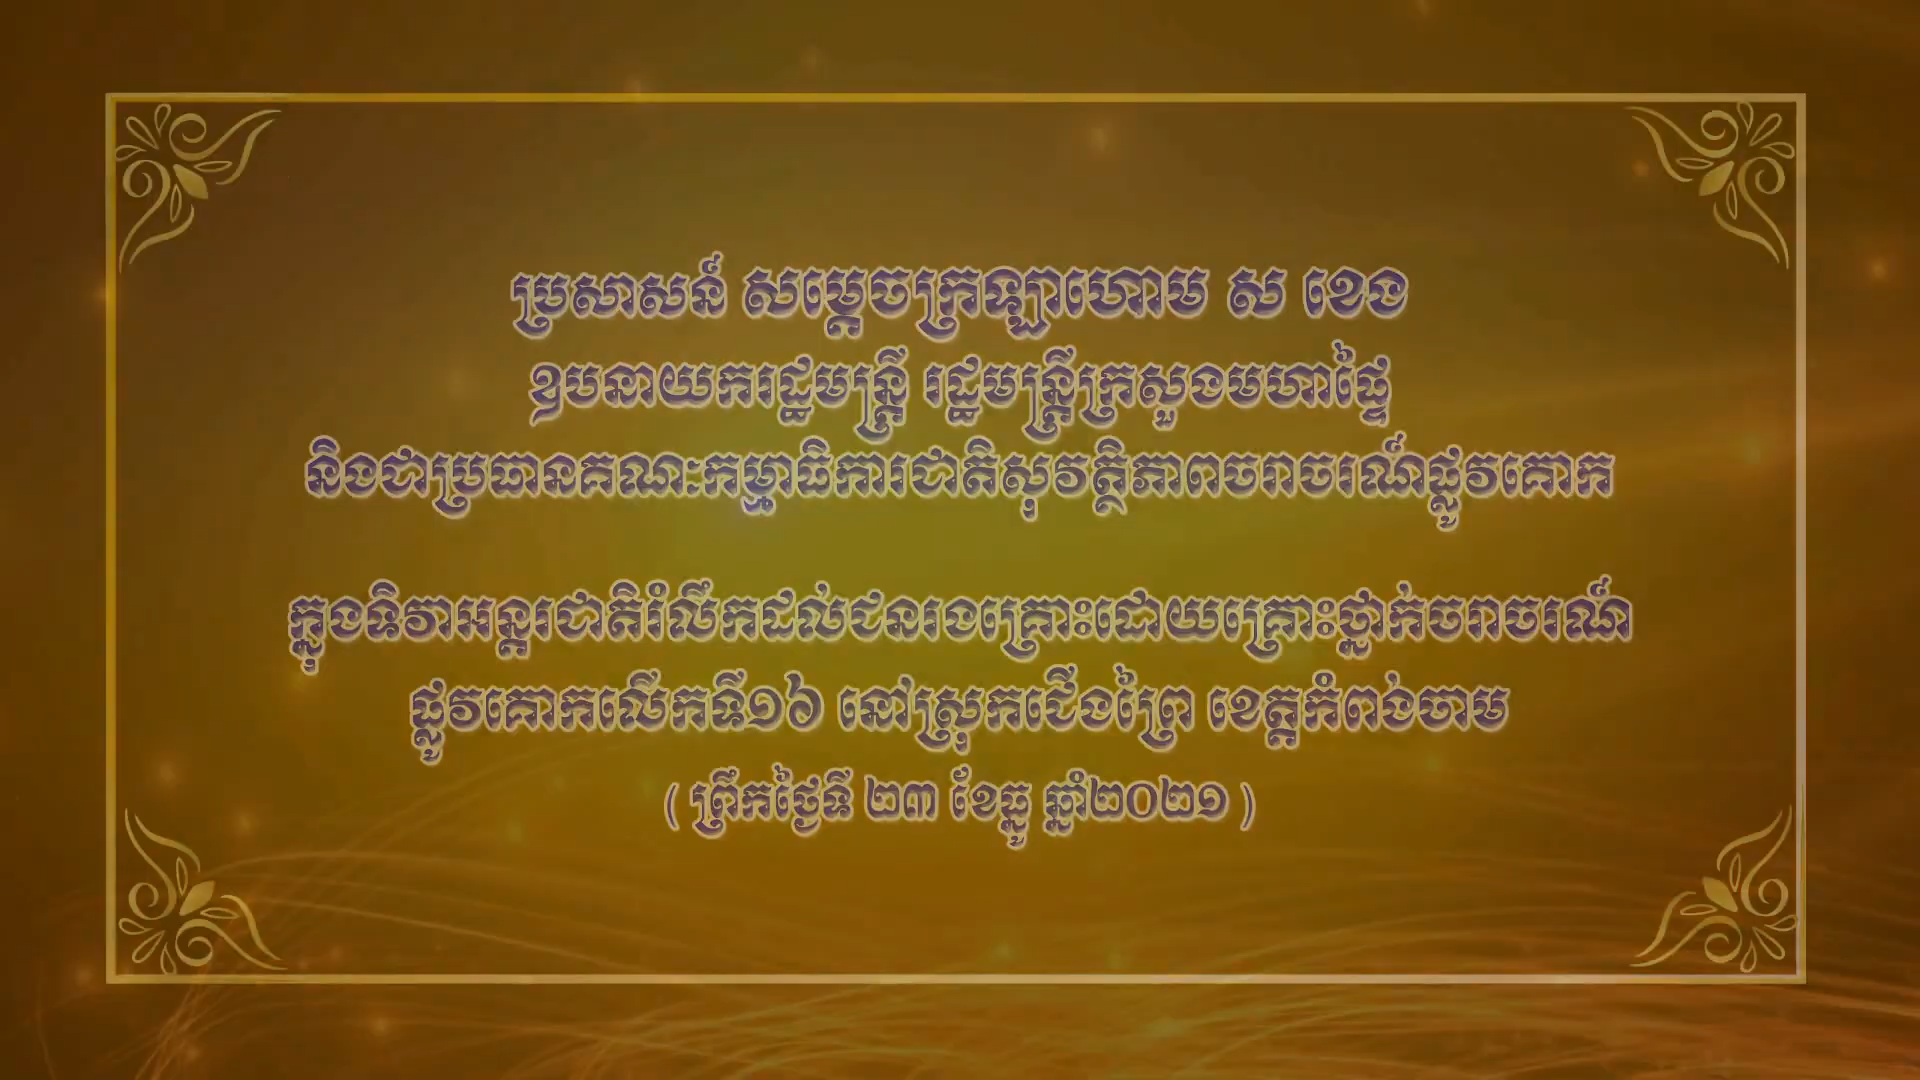 ប្រសាសន៍ សម្ដេចក្រឡាហោម ស ខេង
ឧបនាយករដ្ឋមន្ត្រី រដ្ឋមន្ត្រីក្រសួងមហាផ្ទៃ
និងជាប្រធានគណៈកម្មាធិការជាតិសុវត្ថិភាពចរាចរណ៍ផ្លូវគោក
ក្នុងទិវាអន្តរជាតិរំលឹកដល់ជនរងគ្រោះដោយគ្រោះថ្នាក់ចរាចរណ៍
ផ្លូវគោកលើកទី១៦ នៅស្រុកជើងព្រៃ ខេត្តកំពង់ចាម
( ព្រឹកថ្ងៃទី ២៣ ខែធ្នូ ឆ្នាំ២០២១ )